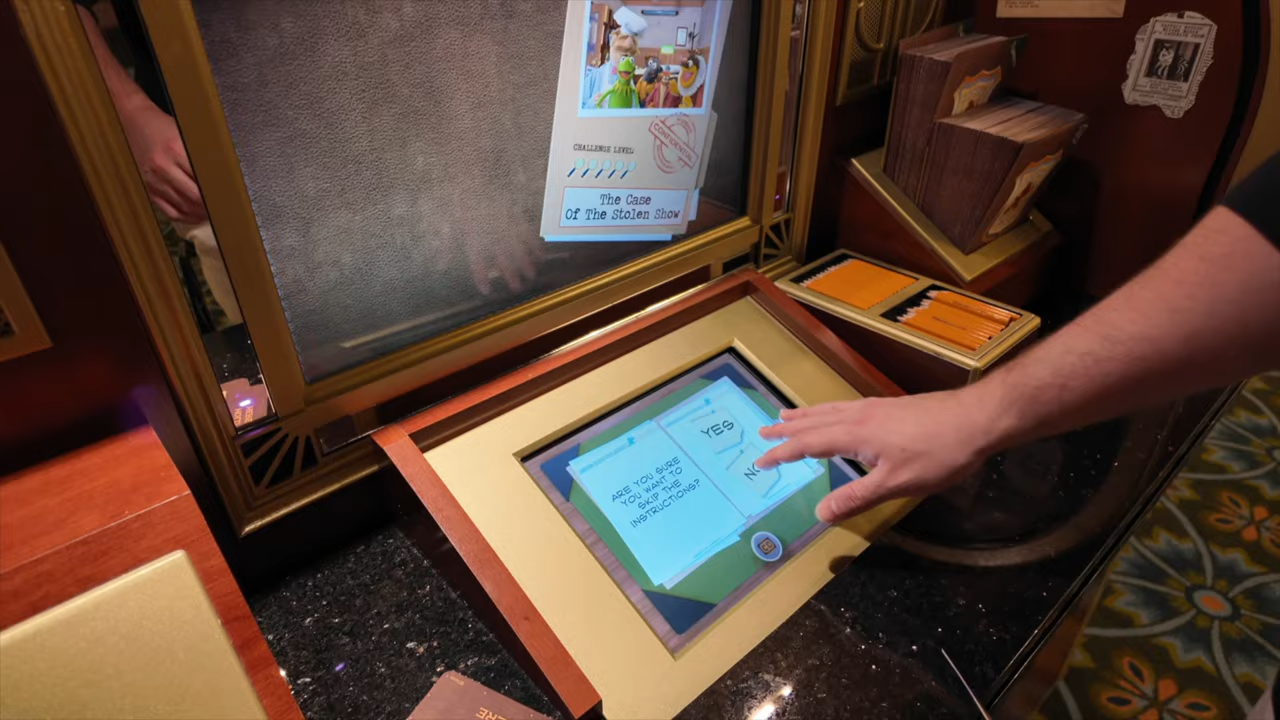 CONFIDENTIAL
CHALLENGE LEVEL
The Case
Of The Stolen Show
ARE YOU SURE
YOU WANT TO
SKIP THE
INSTRUCTIONS?
YES
NO
CC